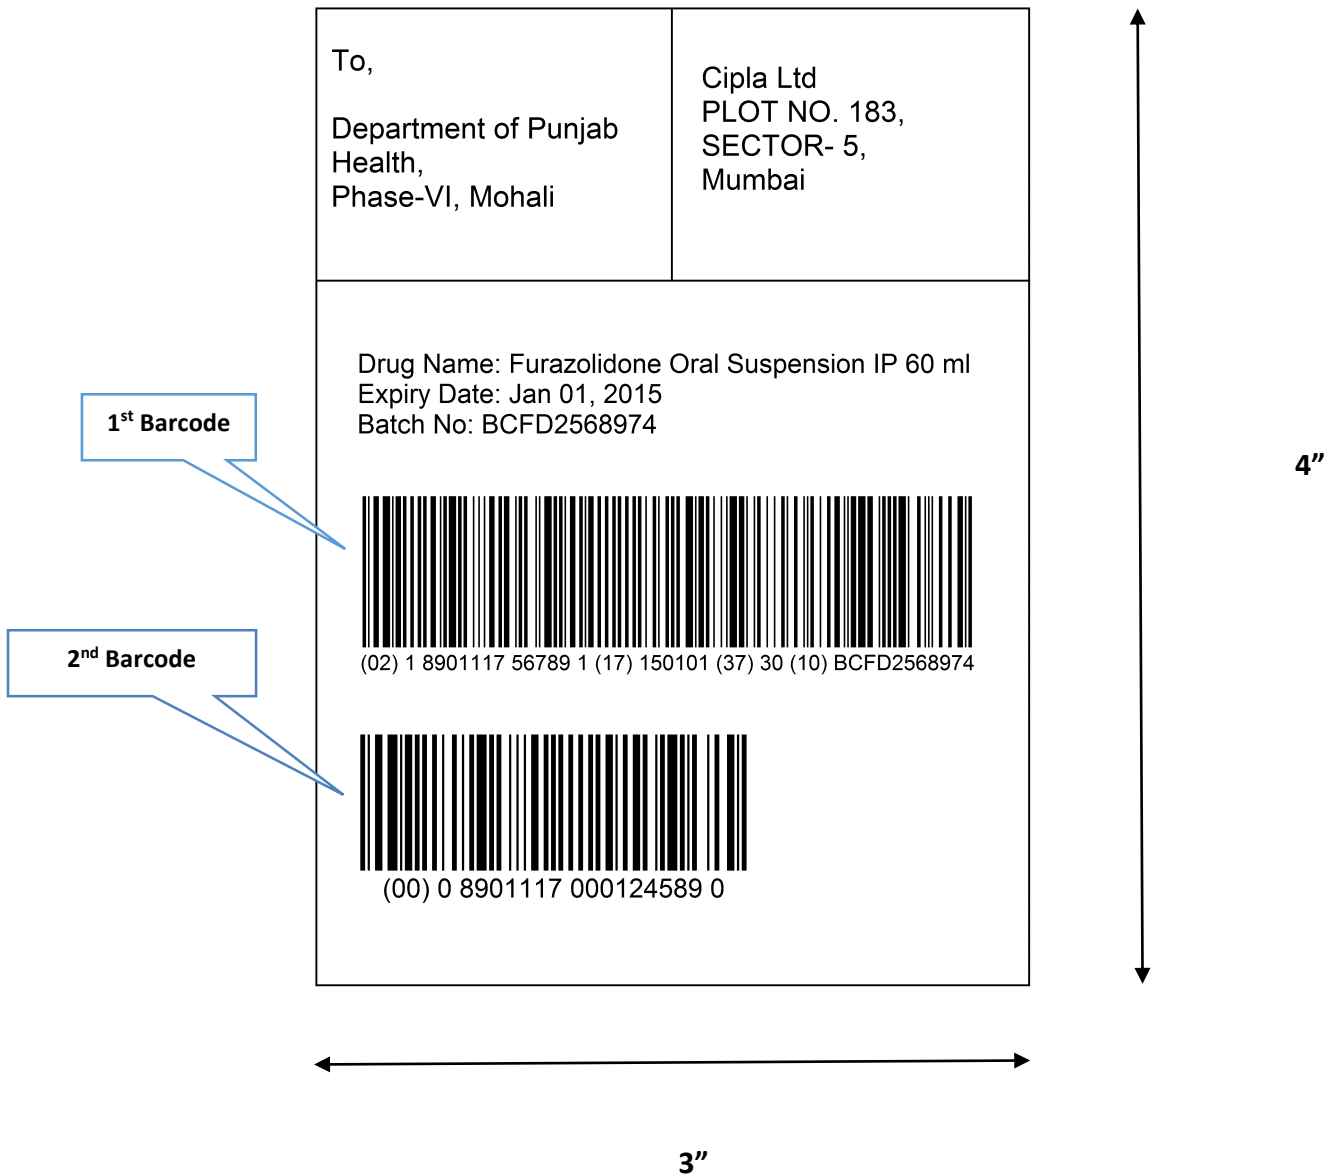 To,
Department of Punjab
Health,
Phase-VI, Mohali
Cipla Ltd
PLOT NO. 183,
SECTOR- 5,
Mumbai
Drug Name: Furazolidone Oral Suspension IP 60 ml
Expiry Date: Jan 01, 2015
Batch No: BCFD2568974
1st Barcode
(02) 1 8901117 56789 1 (17) 150101 (37) 30 (10) BCFD2568974
2nd Barcode
(00) 0 8901117 000124589 0
4”
3”